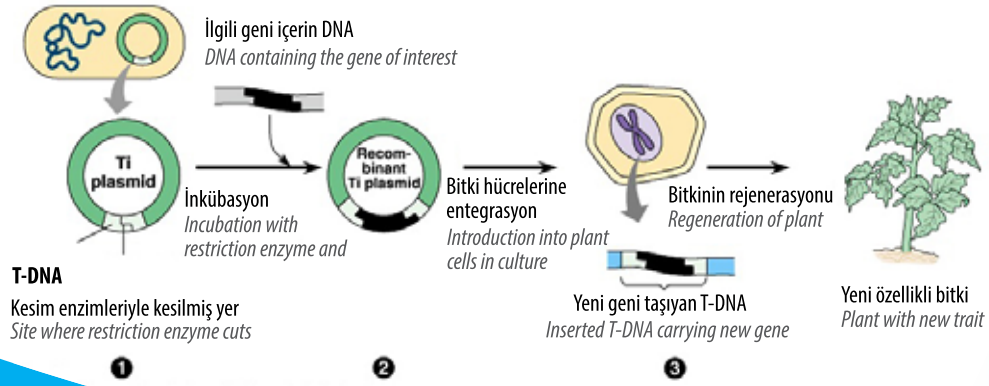 İlgili geni içerin DNA
DNA containing the gene of interest
Ti
plasmid
İnkübasyon
Incubation with
restriction enzyme and
T-DNA
Kesim enzimleriyle kesilmiş yer
Site where restriction enzyme cuts
1
Recom-
binant
Ti plasmid
Bitki hücrelerine
entegrasyon
Introduction into plant
cells in culture
2
Yeni geni taşıyan T-DNA
Inserted T-DNA carrying new gene
3
Bitkinin rejenerasyonu
Regeneration of plant
Yeni özellikli bitki
Plant with new trait